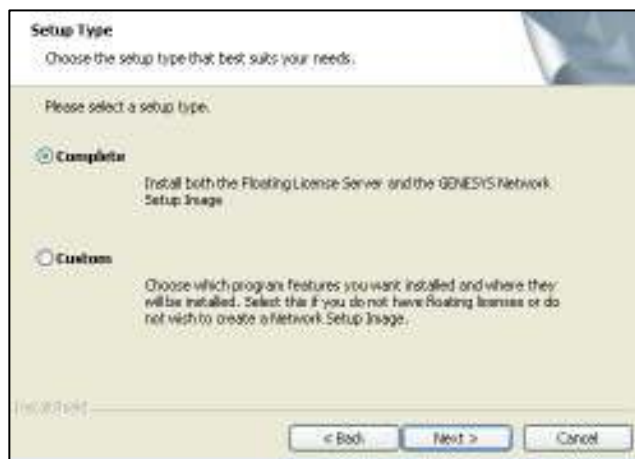 Setup Type
Choose the setup type that best suits your needs.
Please select a setup type.
Complete
Install both the Floating License Server and the GENESYS Network
Setup Image
Custom
Choose which program features you want installed and where they
will be installed. Select this if you do not have floating licenses or do
not wish to create a Network Setup Image.
InstallShield
< Back
Next >
Cancel